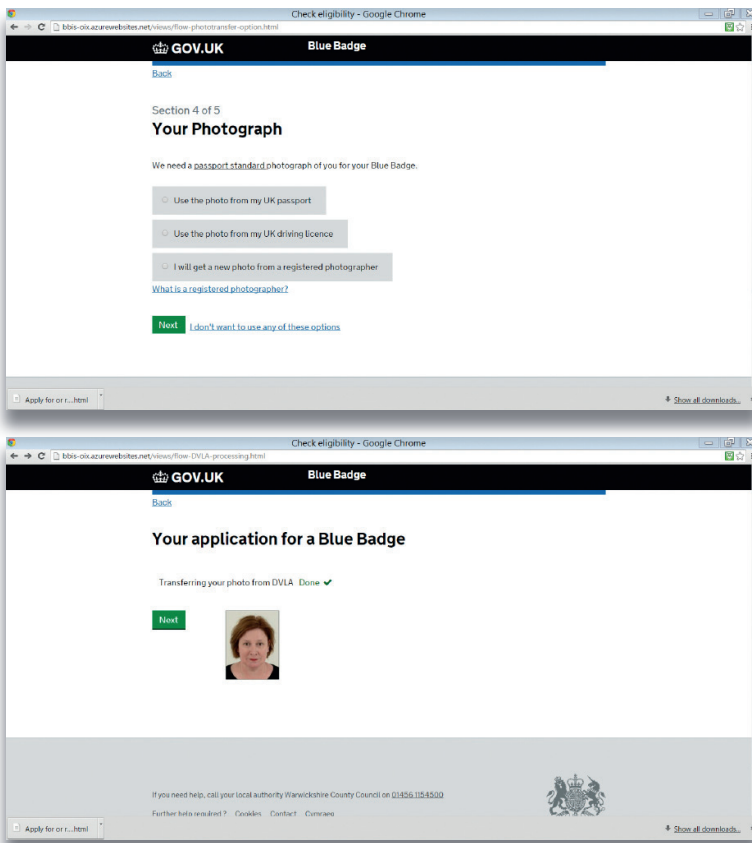 Check eligibility - Google Chrome
bbis-oix.azurewebsites.net/views/flow-phototransfer-option.html
GOV.UK Blue Badge
Back
Section 4 of 5
Your Photograph
We need a passport standard photograph of you for your Blue Badge.
Use the photo from my UK passport
Use the photo from my UK driving licence
I will get a new photo from a registered photographer
What is a registered photographer?
Next I don't want to use any of these options
Apply for or r....html Show all downloads...
Check eligibility - Google Chrome
bbis-oix.azurewebsites.net/views/flow-DVLA-processing.html
GOV.UK Blue Badge
Back
Your application for a Blue Badge
Transferring your photo from DVLA Done
Next
If you need help, call your local authority Warwickshire County Council on 01456 1154500
Further help required ? Cookies Contact Cymraeg
Apply for or r....html Show all downloads...